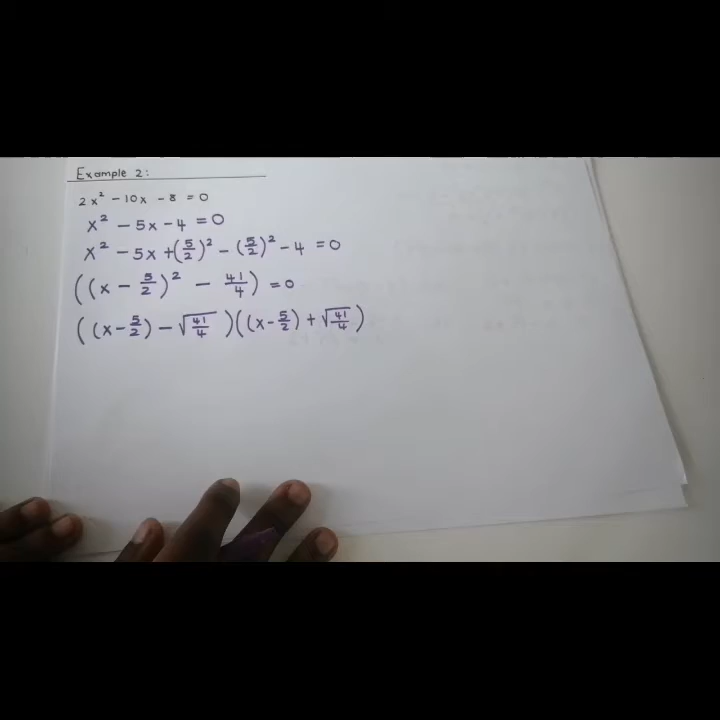 Example 2:
2x² - 10x - 8 = 0
x² - 5x - 4 = 0
x² - 5x + (5/2)² - (5/2)² - 4 = 0
((x - 5/2)² - 41/4) = 0
((x - 5/2) - √41/4)((x - 5/2) + √41/4)